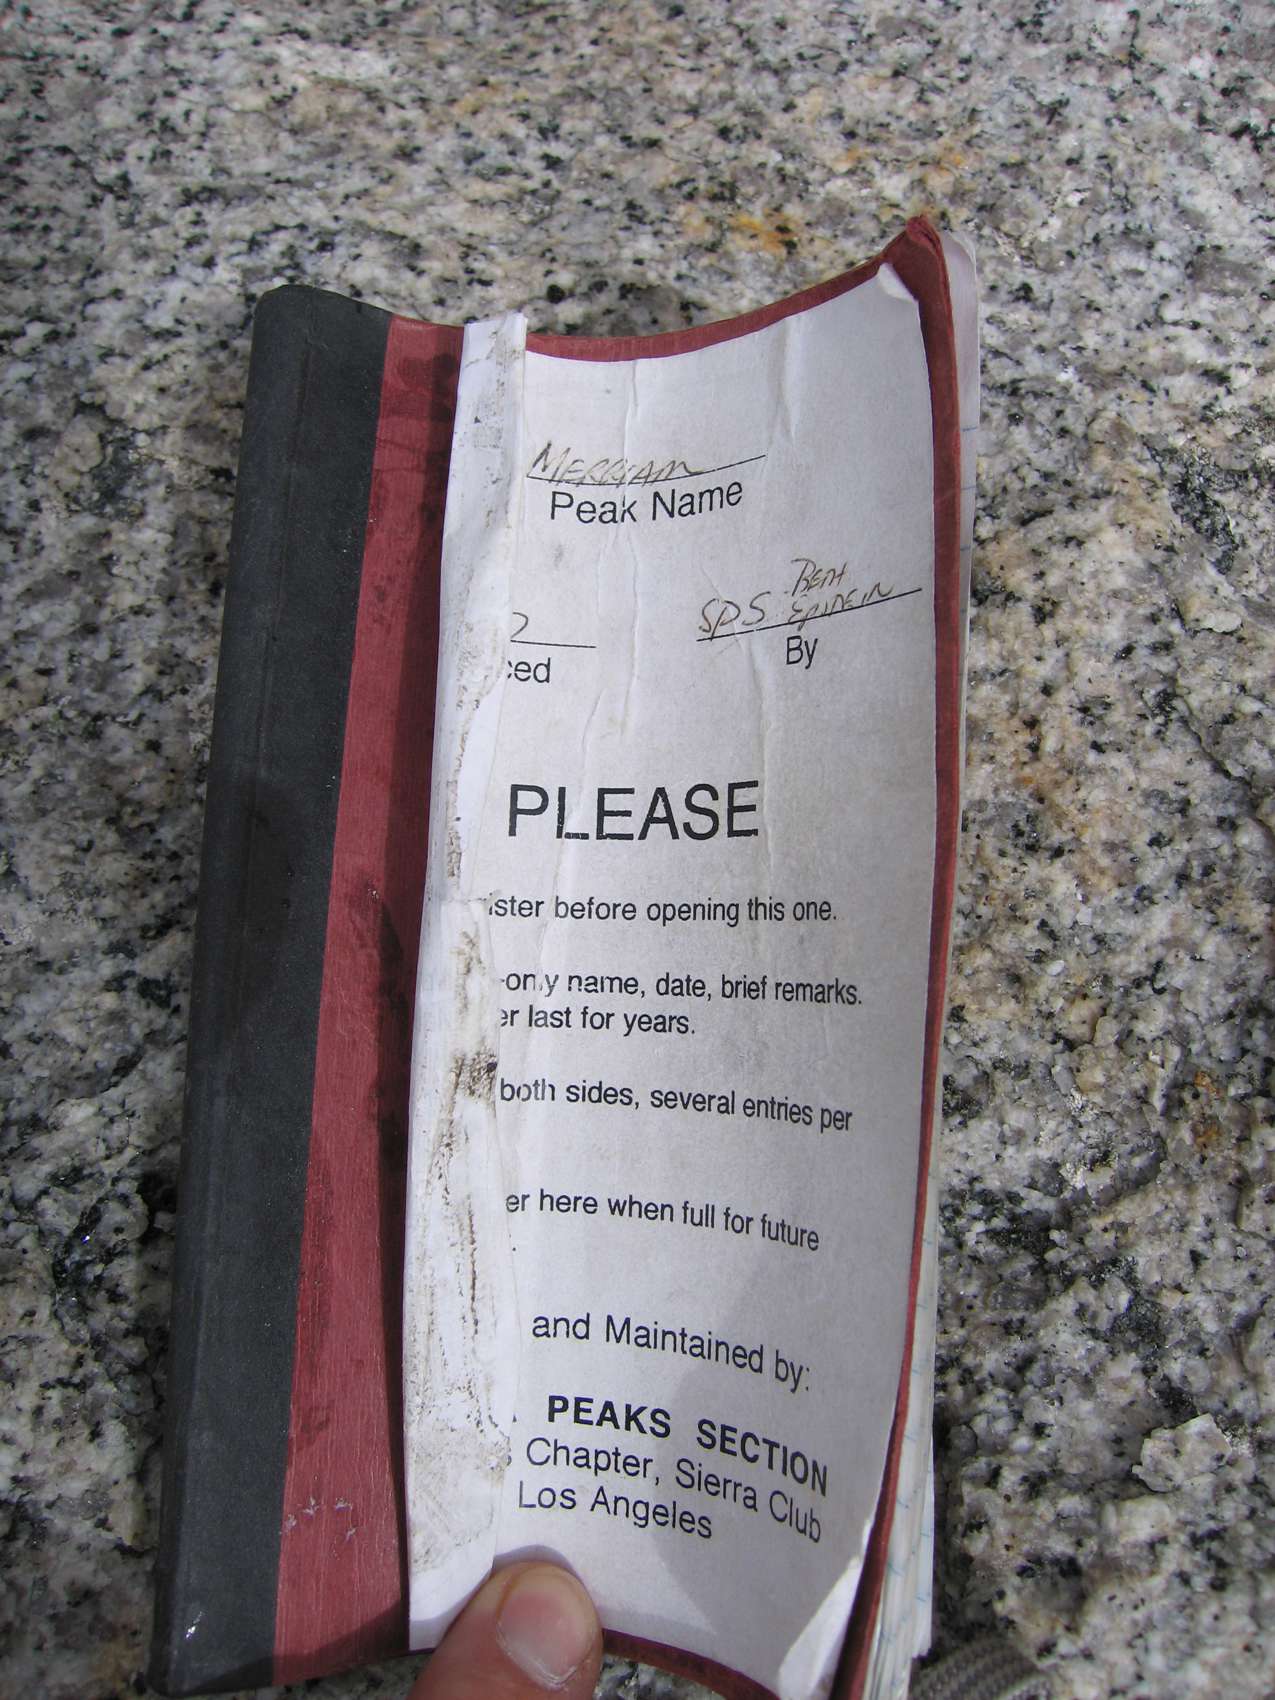 MERRIAM
Peak Name
SPS
ced
By
PLEASE
ister before opening this one.
-only name, date, brief remarks.
er last for years.
both sides, several entries per
er here when full for future
and Maintained by:
PEAKS SECTION
s Chapter, Sierra Club
Los Angeles